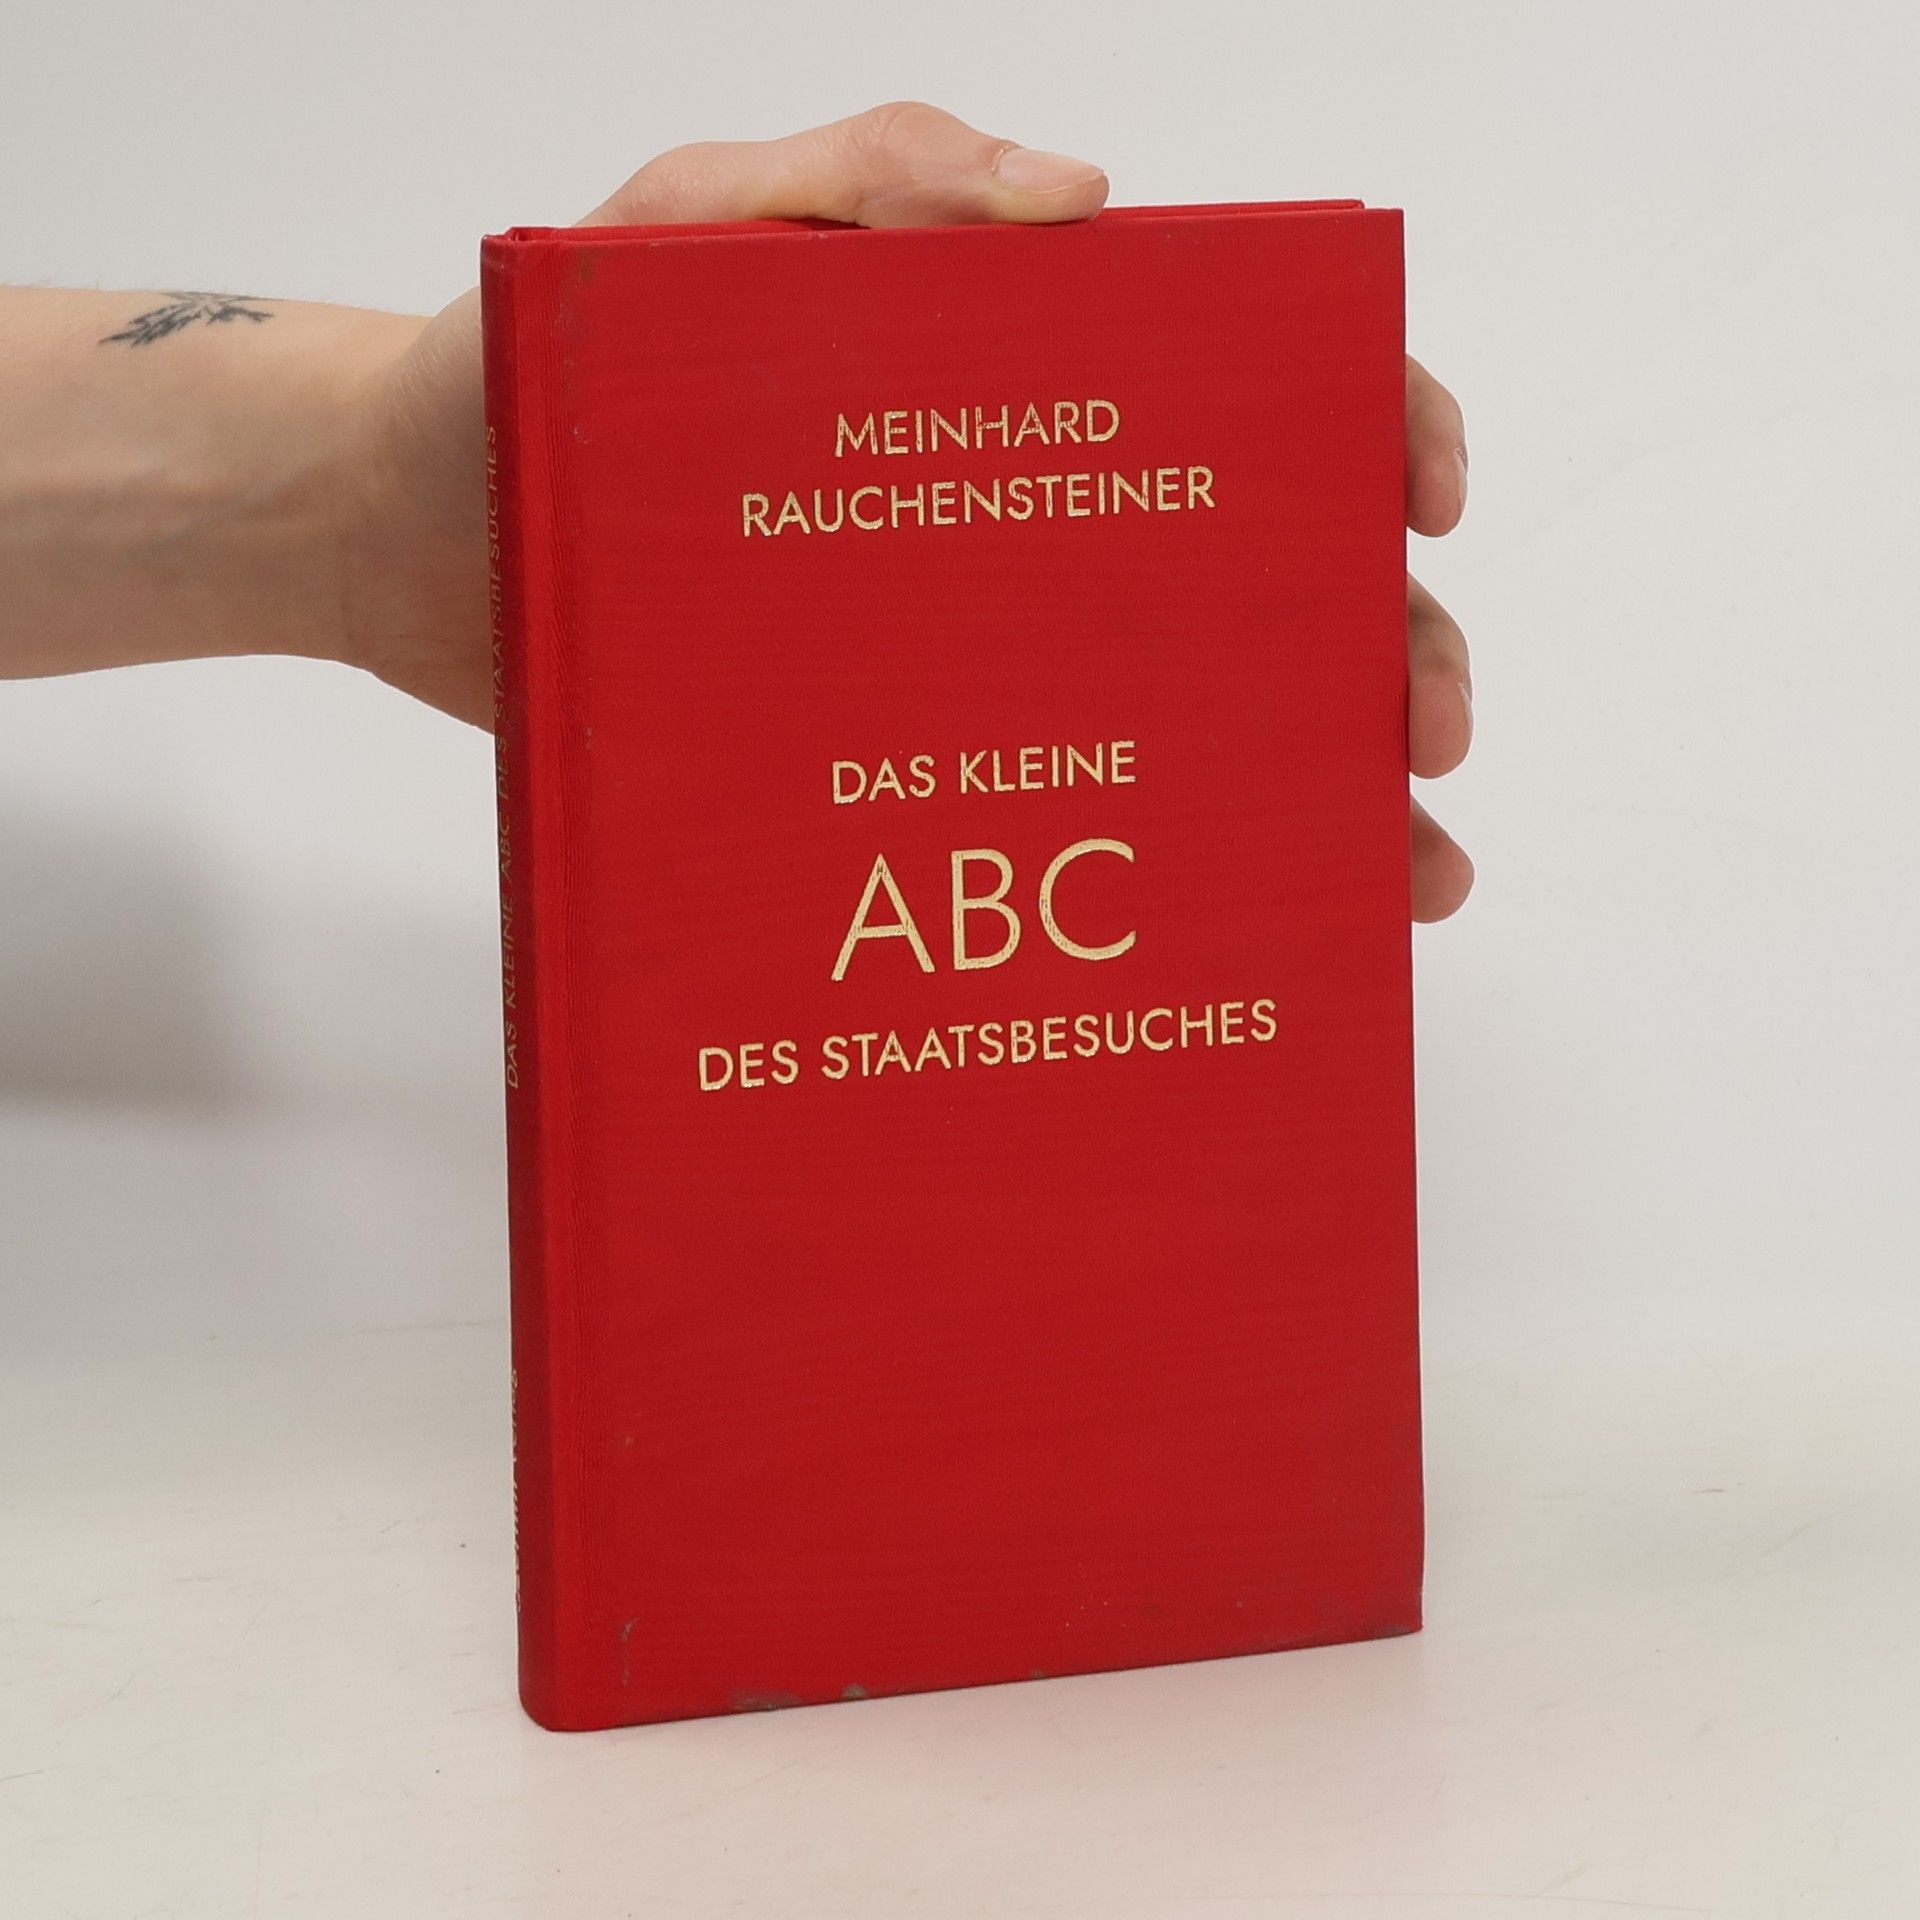 MEINHARD
RAUCHENSTEINER
DAS KLEINE
ABC
DES STAATSBESUCHES
DAS KLEINE ABC DES STAATSBESUCHES